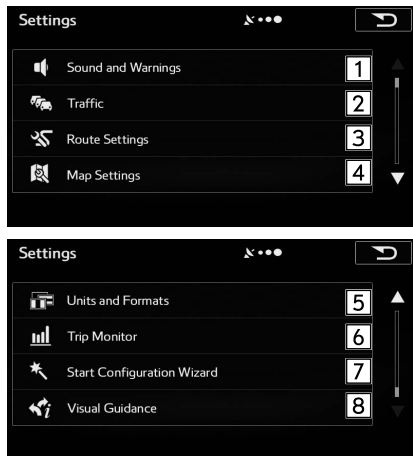 Settings
Sound and Warnings 1
Traffic 2
Route Settings 3
Map Settings 4
Settings
Units and Formats 5
Trip Monitor 6
Start Configuration Wizard 7
Visual Guidance 8